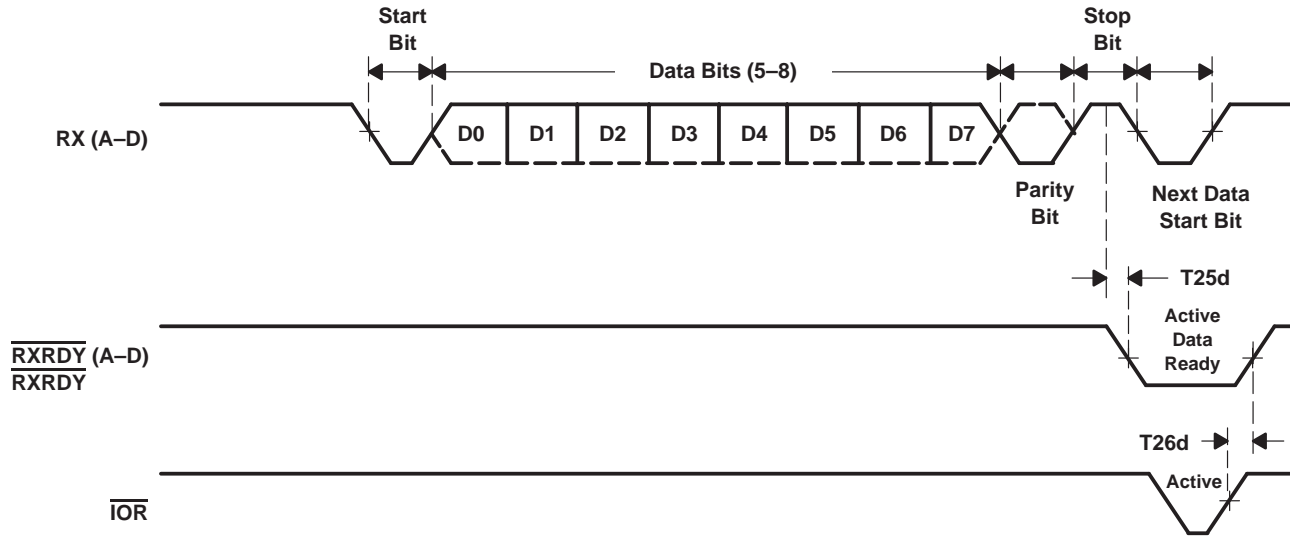 Start
Bit
Stop
Bit
Data Bits (5–8)
RX (A–D)
D0 D1 D2 D3 D4 D5 D6 D7
Parity
Bit
Next Data
Start Bit
T25d
RXRDY (A–D)
RXRDY
Active
Data
Ready
T26d
IOR
Active